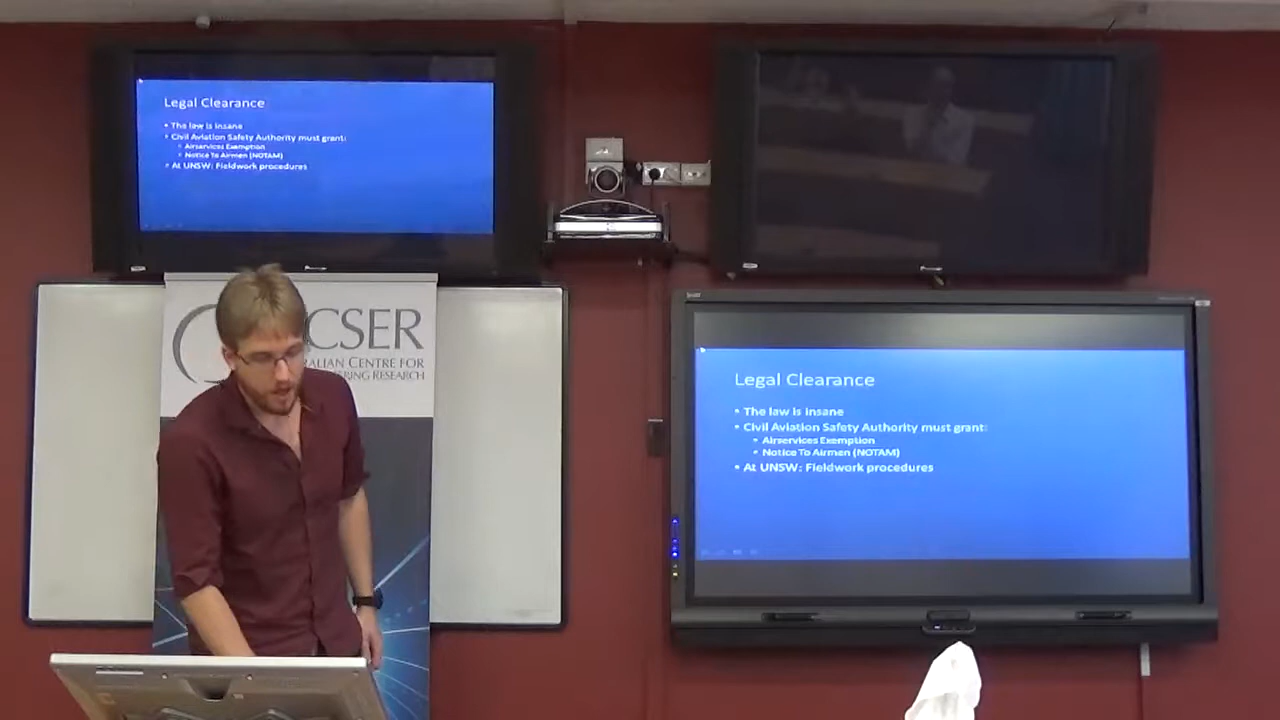 Legal Clearance
• The law is insane
• Civil Aviation Safety Authority must grant:
• Airservices Exemption
• Notice To Airmen (NOTAM)
• At UNSW: Fieldwork procedures
CSER
RALIAN CENTRE FOR
ERING RESEARCH
Legal Clearance
• The law is insane
• Civil Aviation Safety Authority must grant:
• Airservices Exemption
• Notice To Airmen (NOTAM)
• At UNSW: Fieldwork procedures